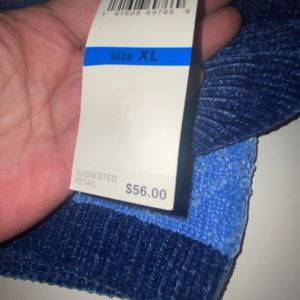 91608 69766 9
SIZE XL
SUGGESTED
RETAIL
$56.00